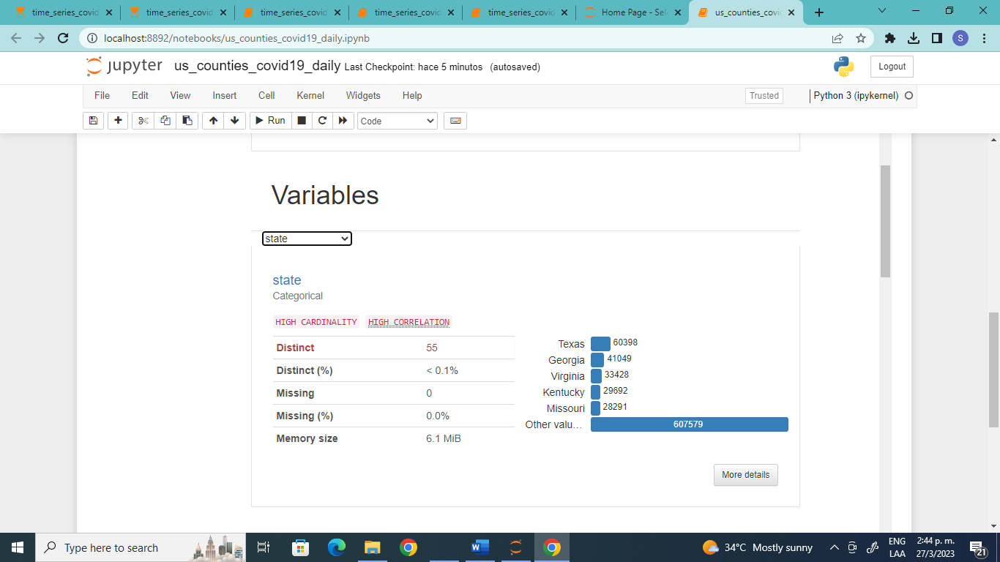 time_series_covid
time_series_covid
time_series_covid
time_series_covid
time_series_covid
Home Page - Sele
us_counties_covid
localhost:8892/notebooks/us_counties_covid19_daily.ipynb
S
jupyter us_counties_covid19_daily Last Checkpoint: hace 5 minutos (autosaved)
Logout
File Edit View Insert Cell Kernel Widgets Help
Trusted
Python 3 (ipykernel)
Run
Code
Variables
state
state
Categorical
HIGH CARDINALITY HIGH CORRELATION
Distinct 55
Distinct (%) < 0.1%
Missing 0
Missing (%) 0.0%
Memory size 6.1 MiB
Texas 60398
Georgia 41049
Virginia 33428
Kentucky 29692
Missouri 28291
Other valu… 607579
More details
Type here to search
34°C Mostly sunny
ENG
LAA
2:44 p. m.
27/3/2023
21